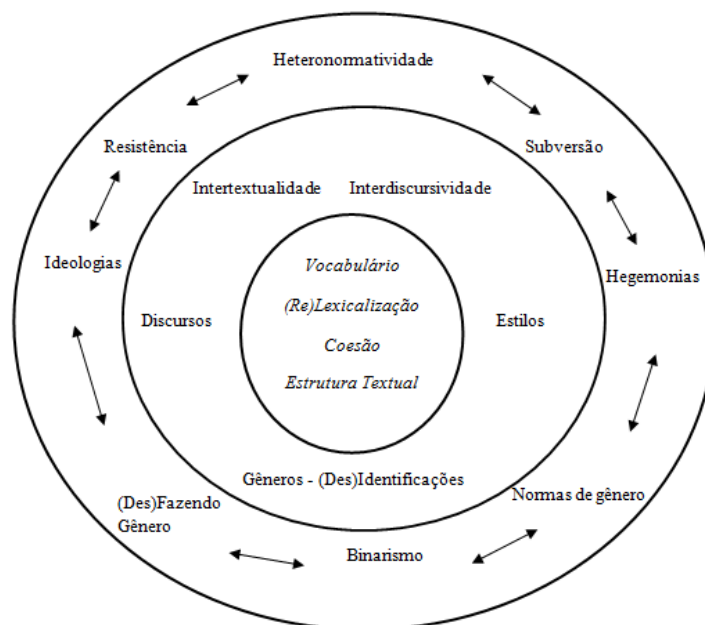 Heteronormatividade
Resistência
Subversão
Intertextualidade
Interdiscursividade
Ideologias
Hegemonias
Vocabulário
(Re)Lexicalização
Coesão
Estrutura Textual
Discursos
Estilos
Gêneros - (Des)Identificações
(Des)Fazendo
Gênero
Normas de gênero
Binarismo